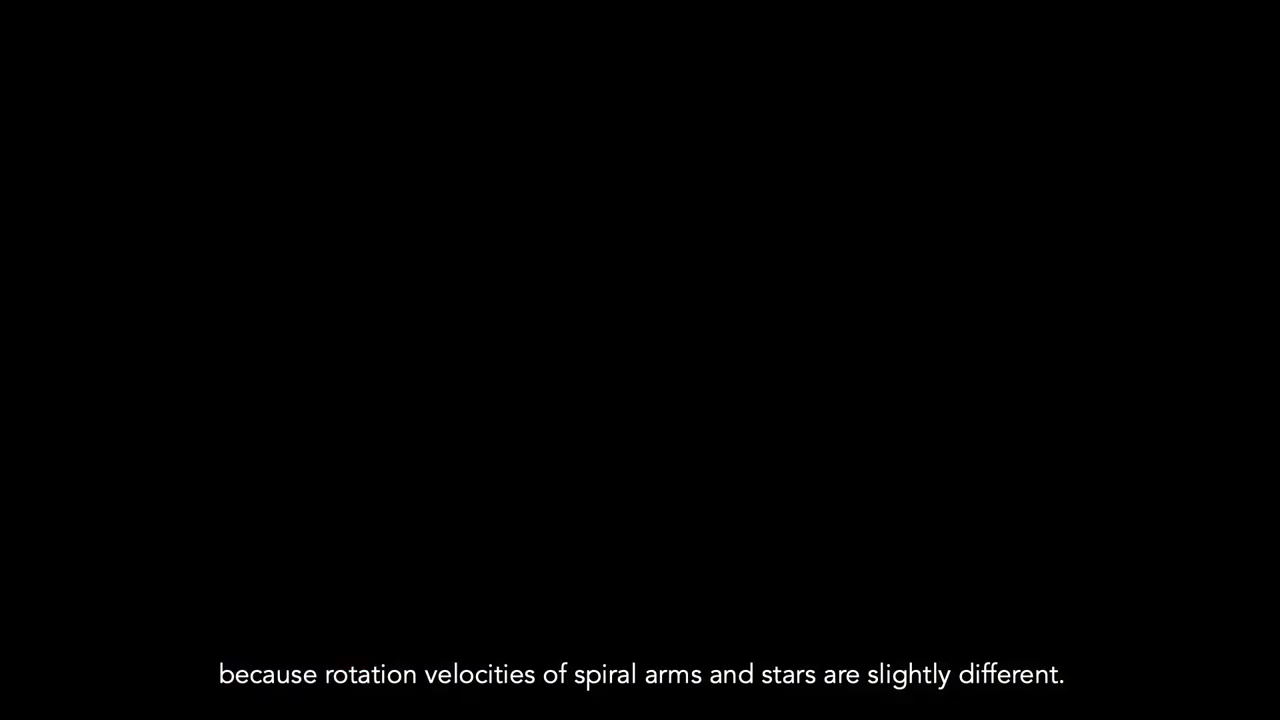 because rotation velocities of spiral arms and stars are slightly different.